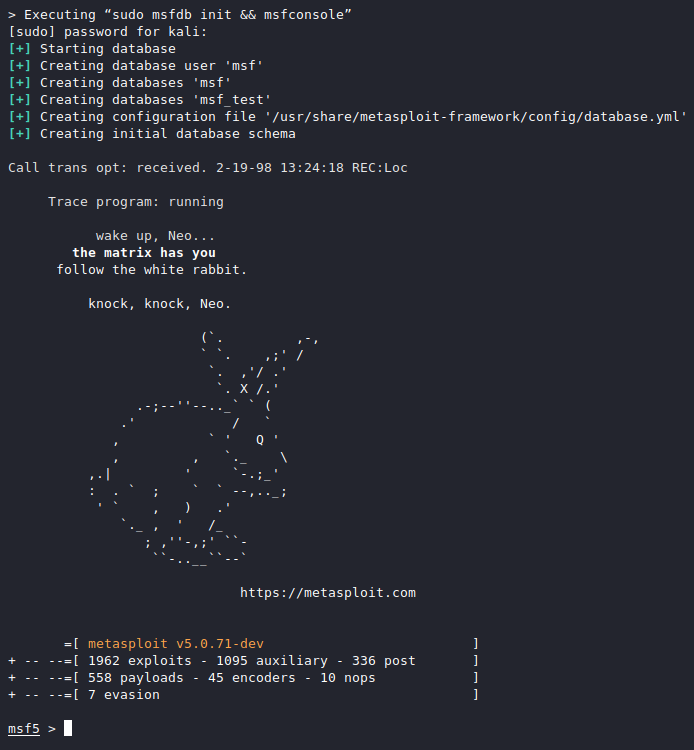 > Executing “sudo msfdb init && msfconsole”
[sudo] password for kali:
[+] Starting database
[+] Creating database user 'msf'
[+] Creating databases 'msf'
[+] Creating databases 'msf_test'
[+] Creating configuration file '/usr/share/metasploit-framework/config/database.yml'
[+] Creating initial database schema
Call trans opt: received. 2-19-98 13:24:18 REC:Loc
Trace program: running
wake up, Neo...
the matrix has you
follow the white rabbit.
knock, knock, Neo.
                        (`.         ,-,
                        ` `.    ,;' /
                         `.  ,'/ .'
                          `. X /.'
                .-;--''--.._` ` (
              .'            /   `
             ,           ` '   Q '
             ,         ,   `._    \
          ,.|         '     `-.;_'
          :  . `  ;    `  ` --,.._;
           ' `    ,   )   .'
              `._ ,  '   /_
                 ; ,''-,;' ``-
                  ``-..__``--`
https://metasploit.com
=[ metasploit v5.0.71-dev ]
+ -- --=[ 1962 exploits - 1095 auxiliary - 336 post ]
+ -- --=[ 558 payloads - 45 encoders - 10 nops ]
+ -- --=[ 7 evasion ]
msf5 >